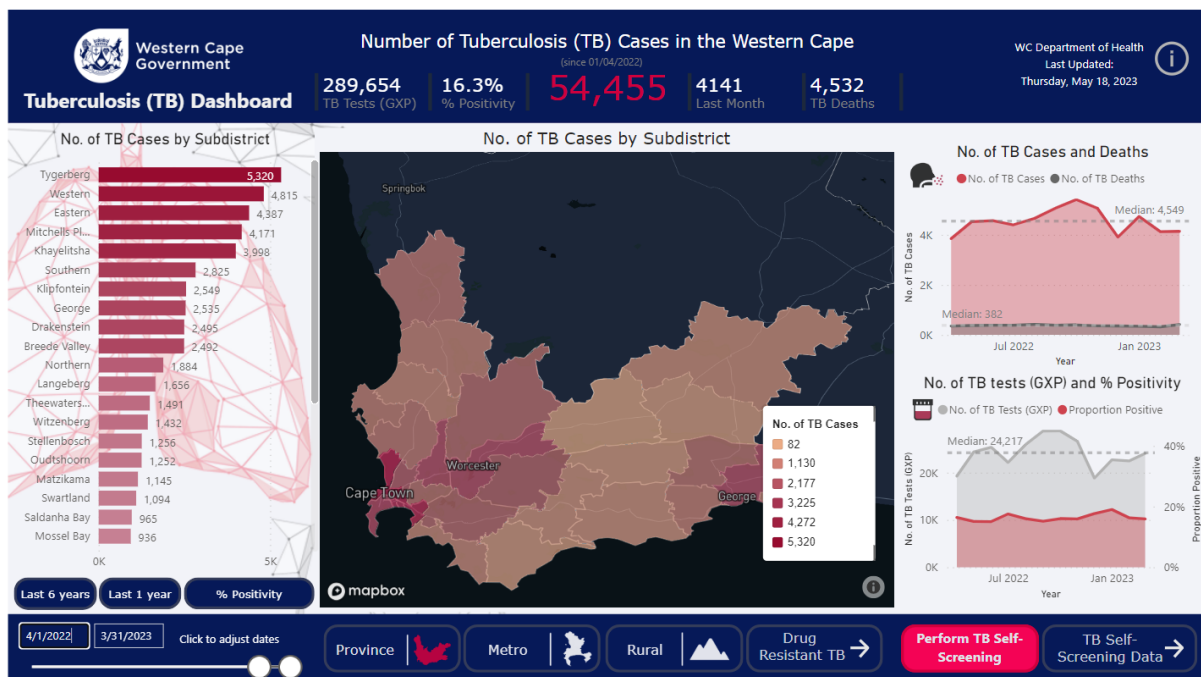 Western Cape
Government
Tuberculosis (TB) Dashboard
Number of Tuberculosis (TB) Cases in the Western Cape
(since 01/04/2022)
289,654
TB Tests (GXP)
16.3%
% Positivity
54,455
4141
Last Month
4,532
TB Deaths
WC Department of Health
Last Updated:
Thursday, May 18, 2023
i
No. of TB Cases by Subdistrict
Tygerberg 5,320
Western 4,815
Eastern 4,387
Mitchells Pl... 4,171
Khayelitsha 3,998
Southern 2,825
Klipfontein 2,549
George 2,535
Drakenstein 2,495
Breede Valley 2,492
Northern 1,884
Langeberg 1,656
Theewaters... 1,491
Witzenberg 1,432
Stellenbosch 1,256
Oudtshoorn 1,252
Matzikama 1,145
Swartland 1,094
Saldanha Bay 965
Mossel Bay 936
0K 5K
Last 6 years
Last 1 year
% Positivity
No. of TB Cases by Subdistrict
Springbok
Worcester
Cape Town
George
No. of TB Cases
82
1,130
2,177
3,225
4,272
5,320
mapbox
i
No. of TB Cases and Deaths
No. of TB Cases No. of TB Deaths
Median: 4,549
4K
2K
0K
No. of TB Cases
Median: 382
Jul 2022 Jan 2023
Year
No. of TB tests (GXP) and % Positivity
No. of TB Tests (GXP) Proportion Positive
Median: 24,217
20K
10K
0K
No. of TB Tests (GXP)
40%
20%
0%
Proportion Positive
Jul 2022 Jan 2023
Year
4/1/2022
3/31/2023
Click to adjust dates
Province
Metro
Rural
Drug
Resistant TB
Perform TB Self-
Screening
TB Self-
Screening Data